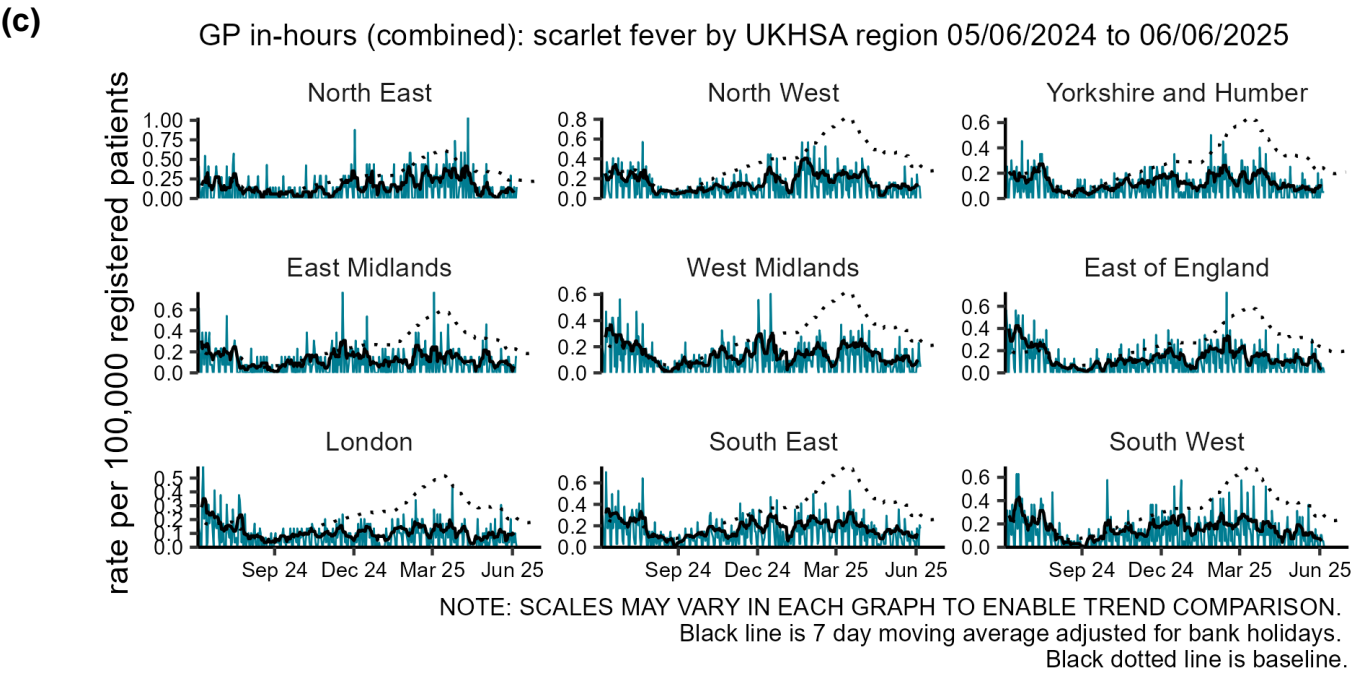 (c)
GP in-hours (combined): scarlet fever by UKHSA region 05/06/2024 to 06/06/2025
rate per 100,000 registered patients
North East
1.00
0.75
0.50
0.25
0.00
North West
0.8
0.6
0.4
0.2
0.0
Yorkshire and Humber
0.6
0.4
0.2
0.0
East Midlands
0.6
0.4
0.2
0.0
West Midlands
0.6
0.4
0.2
0.0
East of England
0.6
0.4
0.2
0.0
London
0.5
0.4
0.3
0.2
0.1
0.0
South East
0.6
0.4
0.2
0.0
South West
0.6
0.4
0.2
0.0
Sep 24 Dec 24 Mar 25 Jun 25
Sep 24 Dec 24 Mar 25 Jun 25
Sep 24 Dec 24 Mar 25 Jun 25
NOTE: SCALES MAY VARY IN EACH GRAPH TO ENABLE TREND COMPARISON.
Black line is 7 day moving average adjusted for bank holidays.
Black dotted line is baseline.